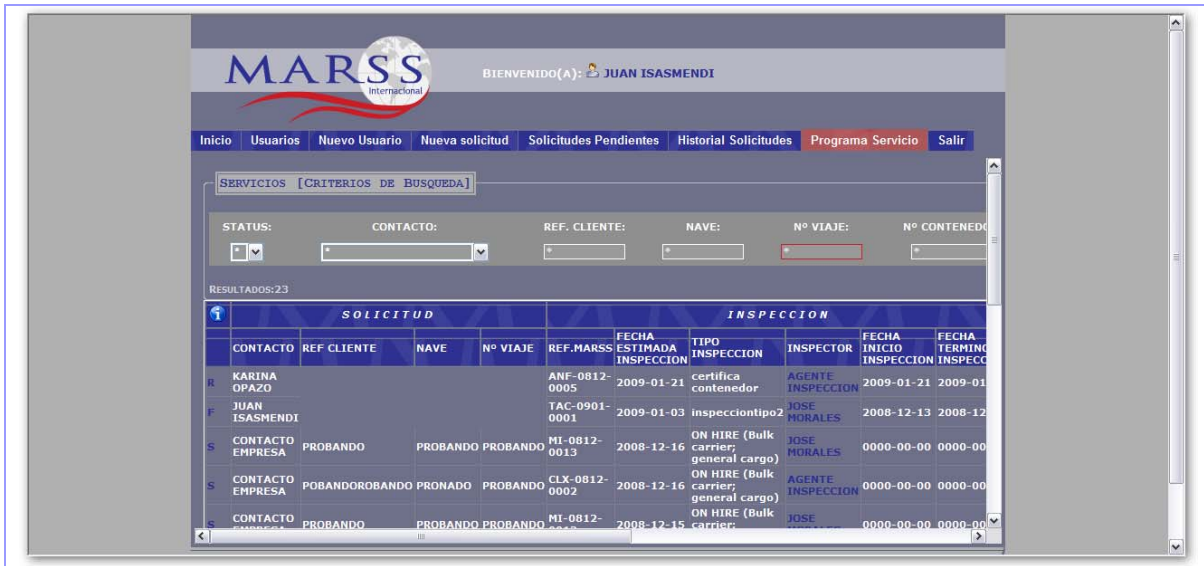 MARSS
Internacional
BIENVENIDO(A): JUAN ISASMENDI
Inicio Usuarios Nuevo Usuario Nueva solicitud Solicitudes Pendientes Historial Solicitudes Programa Servicio Salir
SERVICIOS [CRITERIOS DE BUSQUEDA]
STATUS: CONTACTO: REF. CLIENTE: NAVE: Nº VIAJE: Nº CONTENEDO
* * * * * *
RESULTADOS:23
SOLICITUD INSPECCION
CONTACTO REF CLIENTE NAVE Nº VIAJE REF.MARSS FECHA ESTIMADA INSPECCION TIPO INSPECCION INSPECTOR FECHA INICIO INSPECCION FECHA TERMINO INSPECC
R KARINA OPAZO ANF-0812-0005 2009-01-21 certifica contenedor AGENTE INSPECCION 2009-01-21 2009-01
F JUAN ISASMENDI TAC-0901-0001 2009-01-03 inspecciontipo2 JOSE MORALES 2008-12-13 2008-12
S CONTACTO EMPRESA PROBANDO PROBANDO PROBANDO MI-0812-0013 2008-12-16 ON HIRE (Bulk carrier; general cargo) JOSE MORALES 0000-00-00 0000-00
S CONTACTO EMPRESA POBANDOROBANDO PRONADO PROBANDO CLX-0812-0002 2008-12-16 ON HIRE (Bulk carrier; general cargo) AGENTE INSPECCION 0000-00-00 0000-00
S CONTACTO PROBANDO PROBANDO PROBANDO MI-0812- 2008-12-15 ON HIRE (Bulk carrier; JOSE 0000-00-00 0000-00